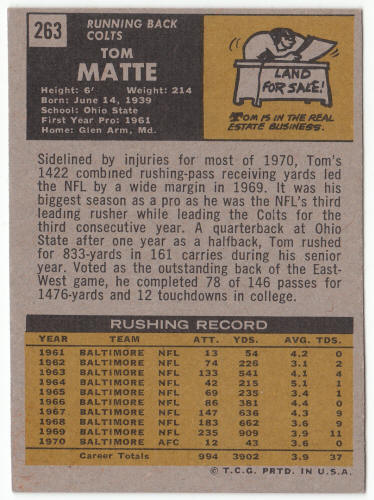 263
RUNNING BACK
COLTS
TOM
MATTE
Height: 6' Weight: 214
Born: June 14, 1939
School: Ohio State
First Year Pro: 1961
Home: Glen Arm, Md.
LAND
FOR SALE!
TOM IS IN THE REAL
ESTATE BUSINESS.
Sidelined by injuries for most of 1970, Tom's
1422 combined rushing-pass receiving yards led
the NFL by a wide margin in 1969. It was his
biggest season as a pro as he was the NFL's third
leading rusher while leading the Colts for the
third consecutive year. A quarterback at Ohio
State after one year as a halfback, Tom rushed
for 833-yards in 161 carries during his senior
year. Voted as the outstanding back of the East-
West game, he completed 78 of 146 passes for
1476-yards and 12 touchdowns in college.
RUSHING RECORD
YEAR TEAM ATT. YDS. AVG. TDS.
1961 BALTIMORE NFL 13 54 4.2 0
1962 BALTIMORE NFL 74 226 3.1 2
1963 BALTIMORE NFL 133 541 4.1 4
1964 BALTIMORE NFL 42 215 5.1 1
1965 BALTIMORE NFL 69 235 3.4 1
1966 BALTIMORE NFL 86 381 4.4 0
1967 BALTIMORE NFL 147 636 4.3 9
1968 BALTIMORE NFL 183 662 3.6 9
1969 BALTIMORE NFL 235 909 3.9 11
1970 BALTIMORE AFC 12 43 3.6 0
Career Totals 994 3902 3.9 37
© T.C.G. PRTD. IN U.S.A.